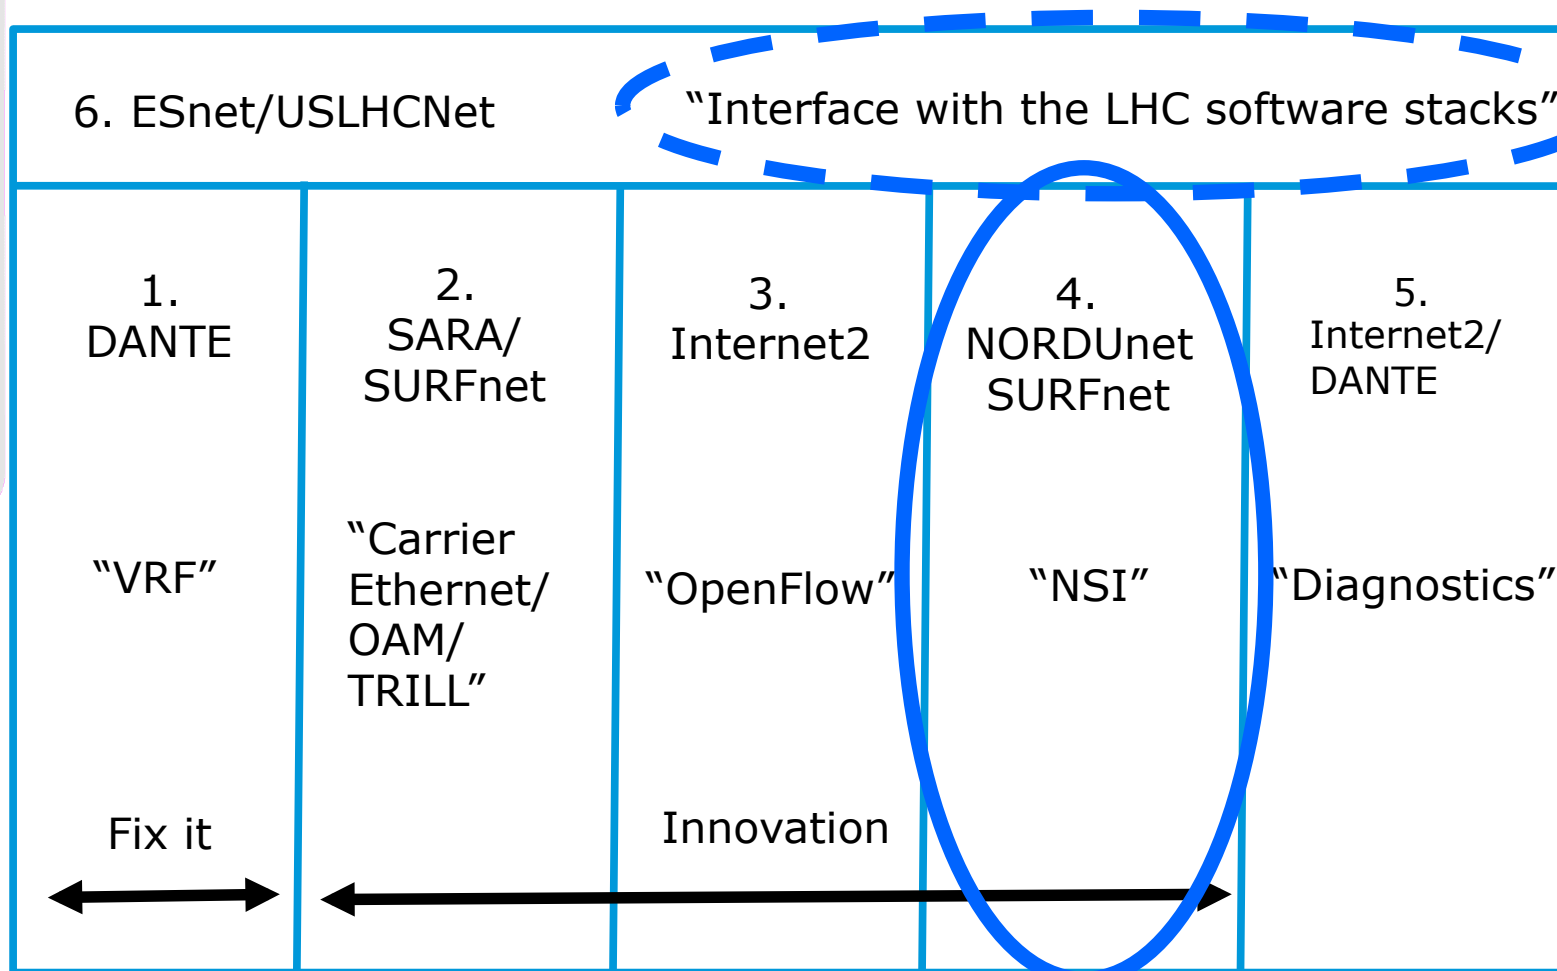 6. ESnet/USLHCNet
“Interface with the LHC software stacks”
1.
DANTE
“VRF”
Fix it
2.
SARA/
SURFnet
“Carrier
Ethernet/
OAM/
TRILL”
3.
Internet2
“OpenFlow”
Innovation
4.
NORDUnet
SURFnet
“NSI”
5.
Internet2/
DANTE
“Diagnostics”